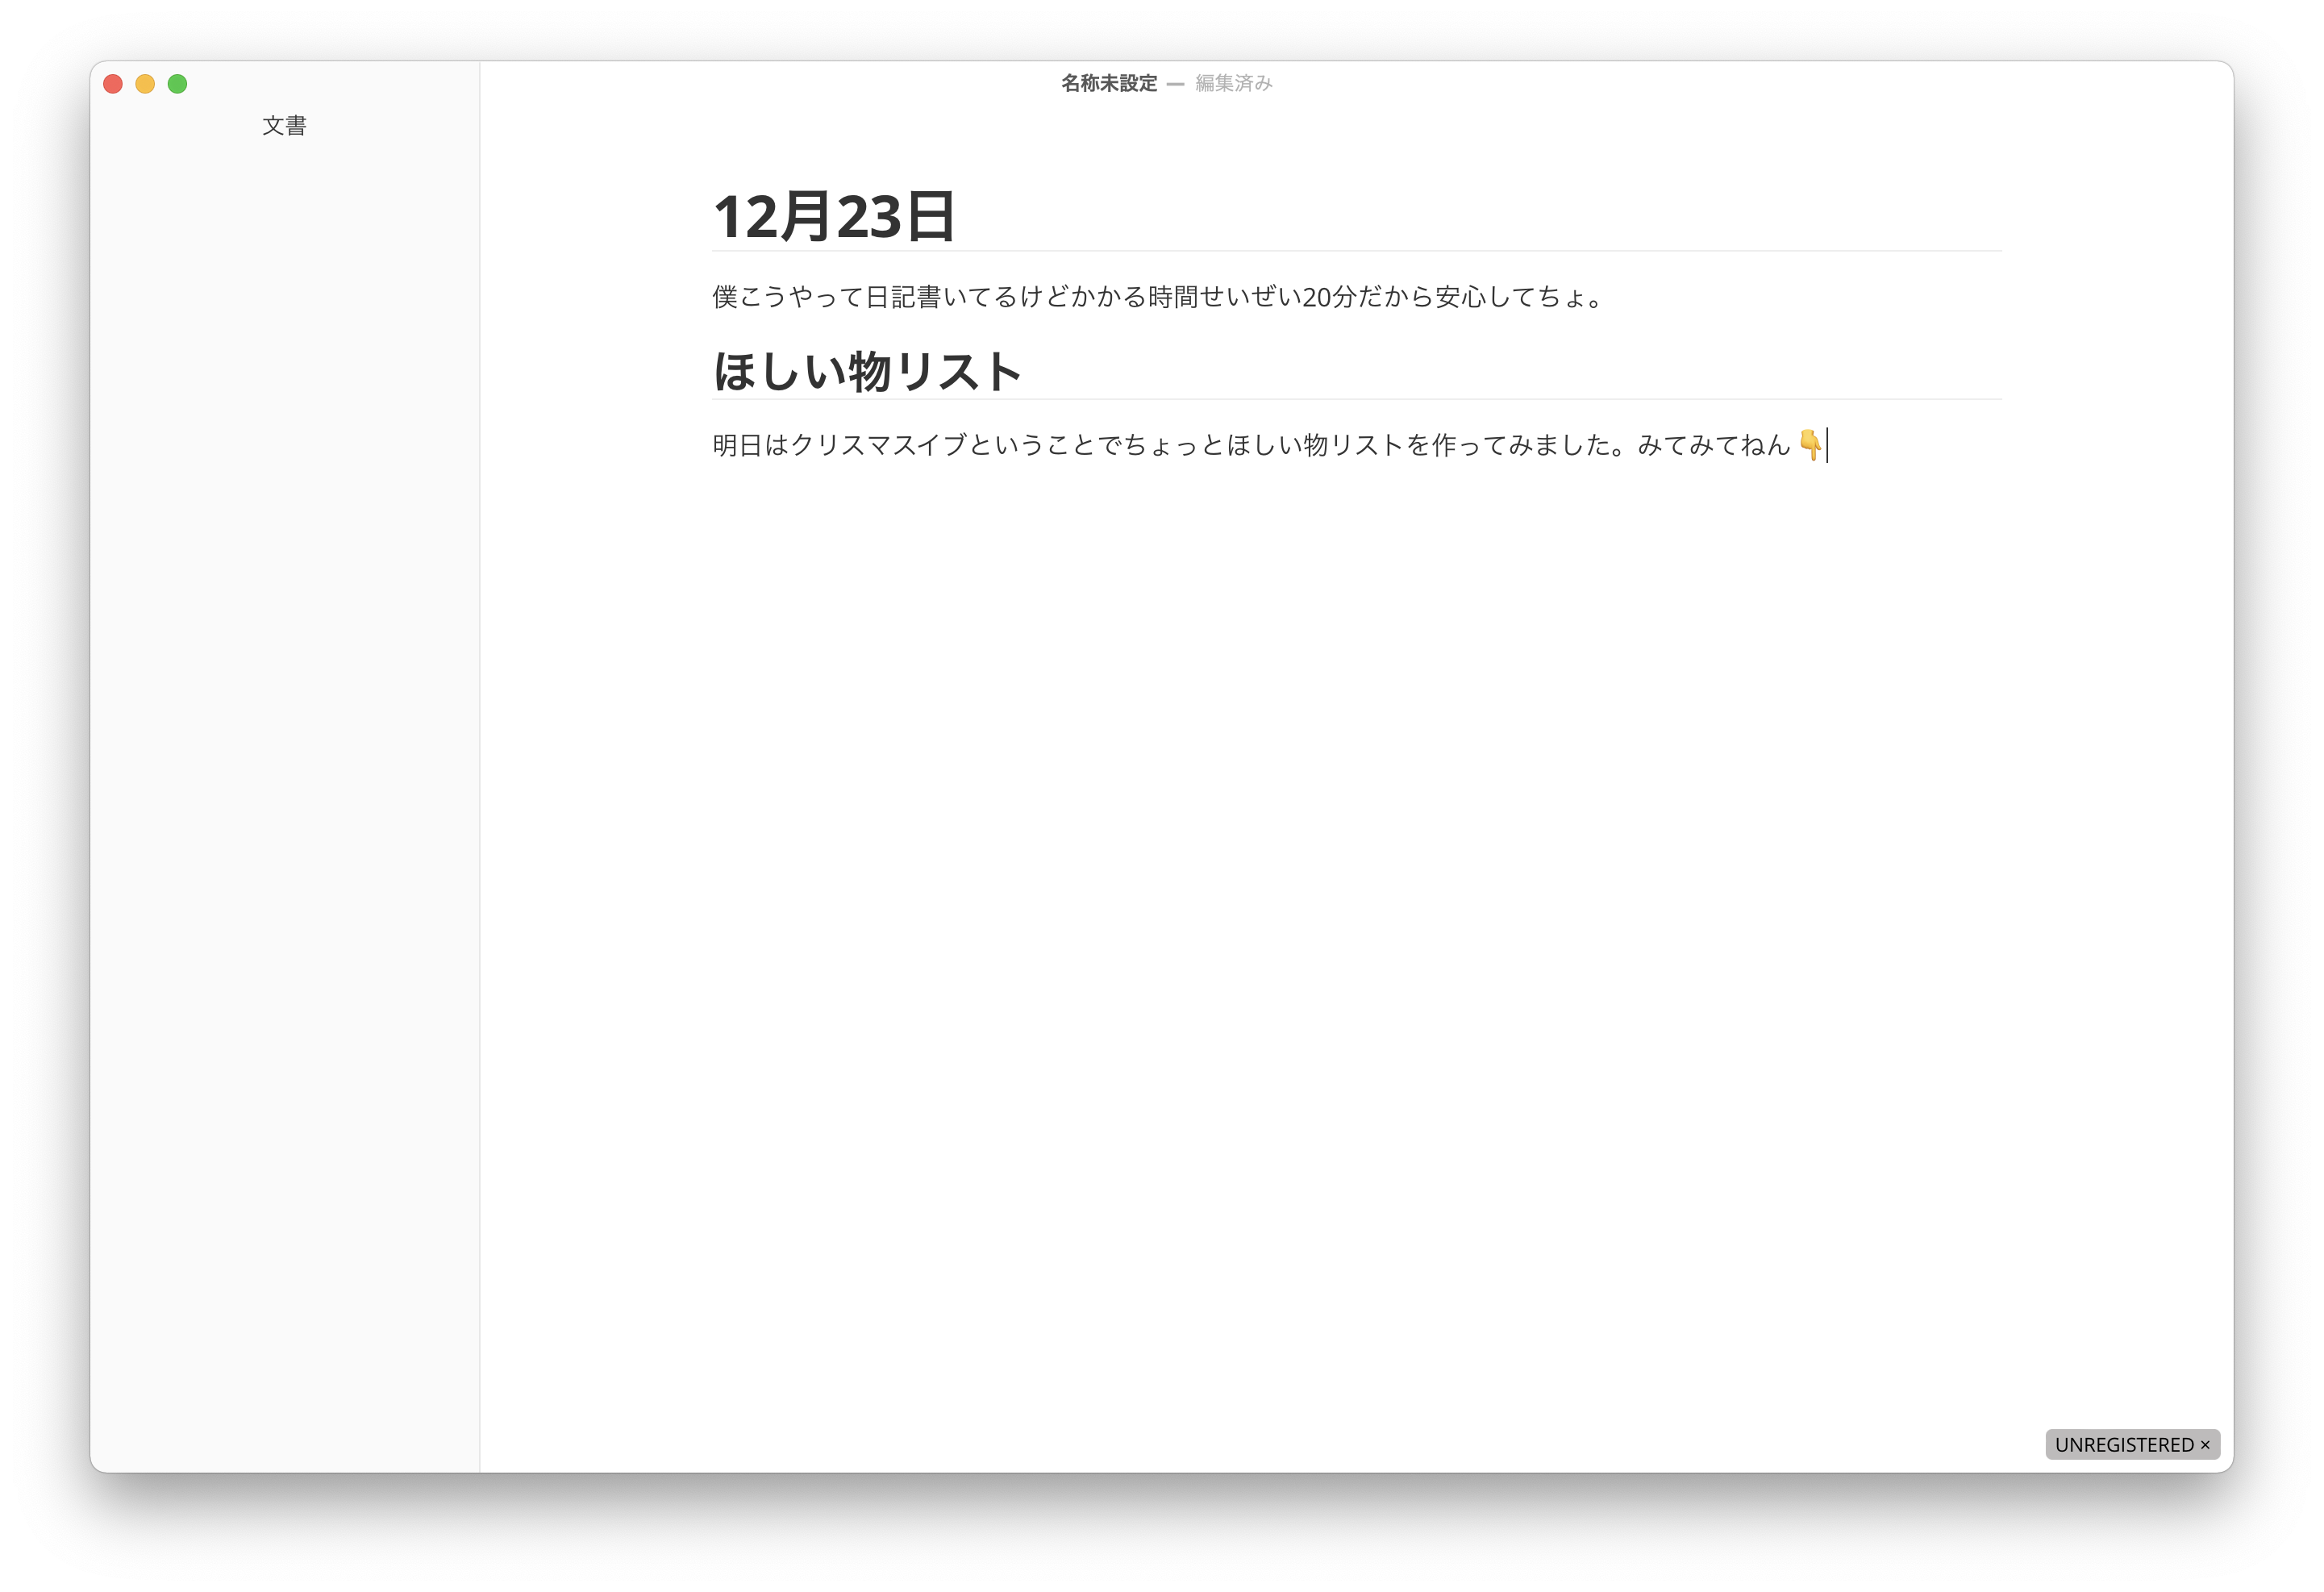 名称未設定 — 編集済み
文書
12月23日
僕こうやって日記書いてるけどかかる時間せいぜい20分だから安心してちょ。
ほしい物リスト
明日はクリスマスイブということでちょっとほしい物リストを作ってみました。みてみてねん👇
UNREGISTERED ×